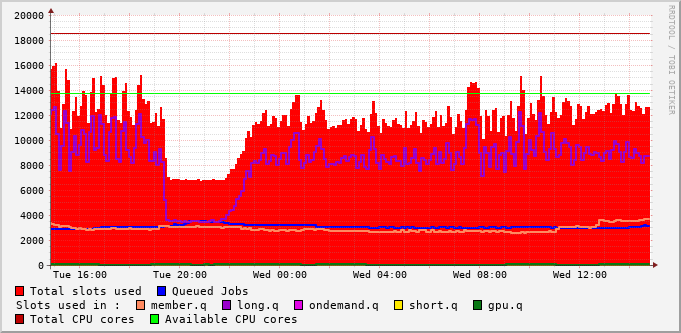 RRDTOOL / TOBI OETIKER
20000
18000
16000
14000
12000
10000
8000
6000
4000
2000
0
Tue 16:00 Tue 20:00 Wed 00:00 Wed 04:00 Wed 08:00 Wed 12:00
Total slots used Queued Jobs
Slots used in : member.q long.q ondemand.q short.q gpu.q
Total CPU cores Available CPU cores